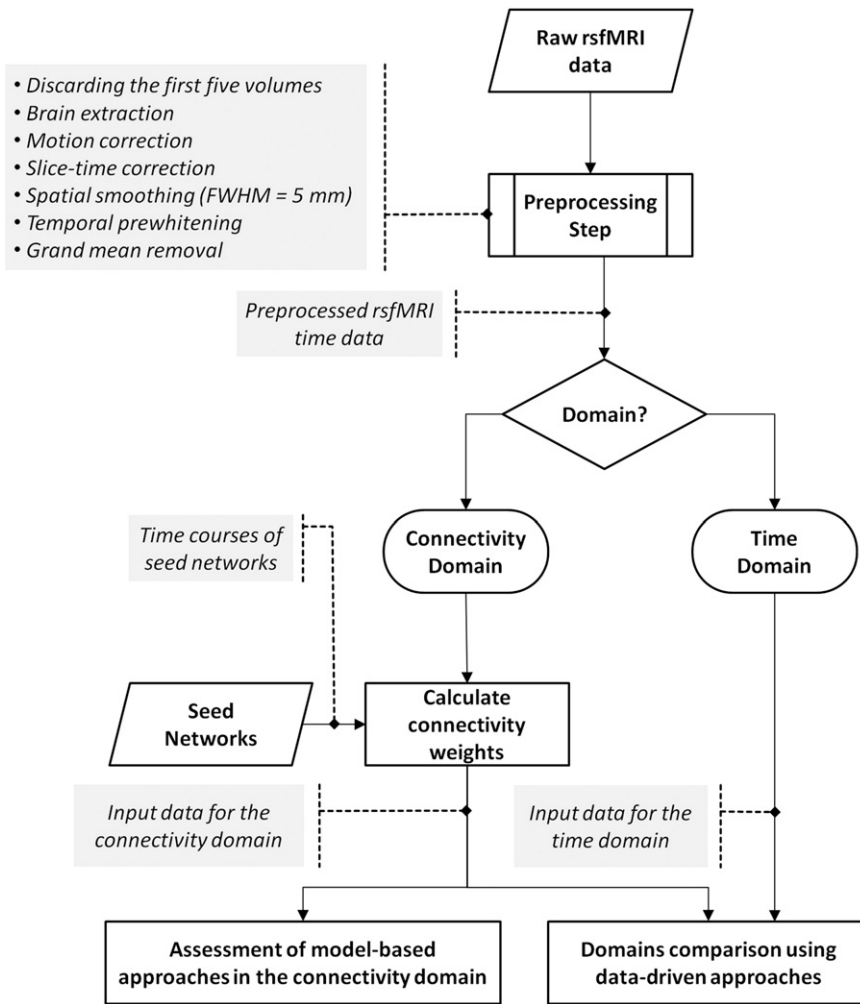 Raw rsfMRI
data
• Discarding the first five volumes
• Brain extraction
• Motion correction
• Slice-time correction
• Spatial smoothing (FWHM = 5 mm)
• Temporal prewhitening
• Grand mean removal
Preprocessing
Step
Preprocessed rsfMRI
time data
Domain?
Time courses of
seed networks
Connectivity
Domain
Time
Domain
Seed
Networks
Calculate
connectivity
weights
Input data for the
connectivity domain
Input data for the
time domain
Assessment of model-based
approaches in the connectivity domain
Domains comparison using
data-driven approaches